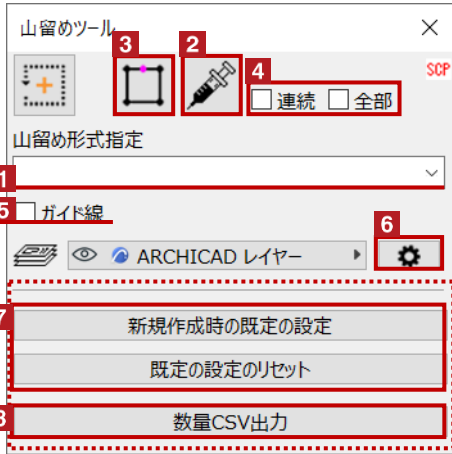 山留めツール
3
2
4
SCP
連続 全部
山留め形式指定
1
5
ガイド線
6
ARCHICAD レイヤー
7
新規作成時の既定の設定
既定の設定のリセット
8
数量CSV出力